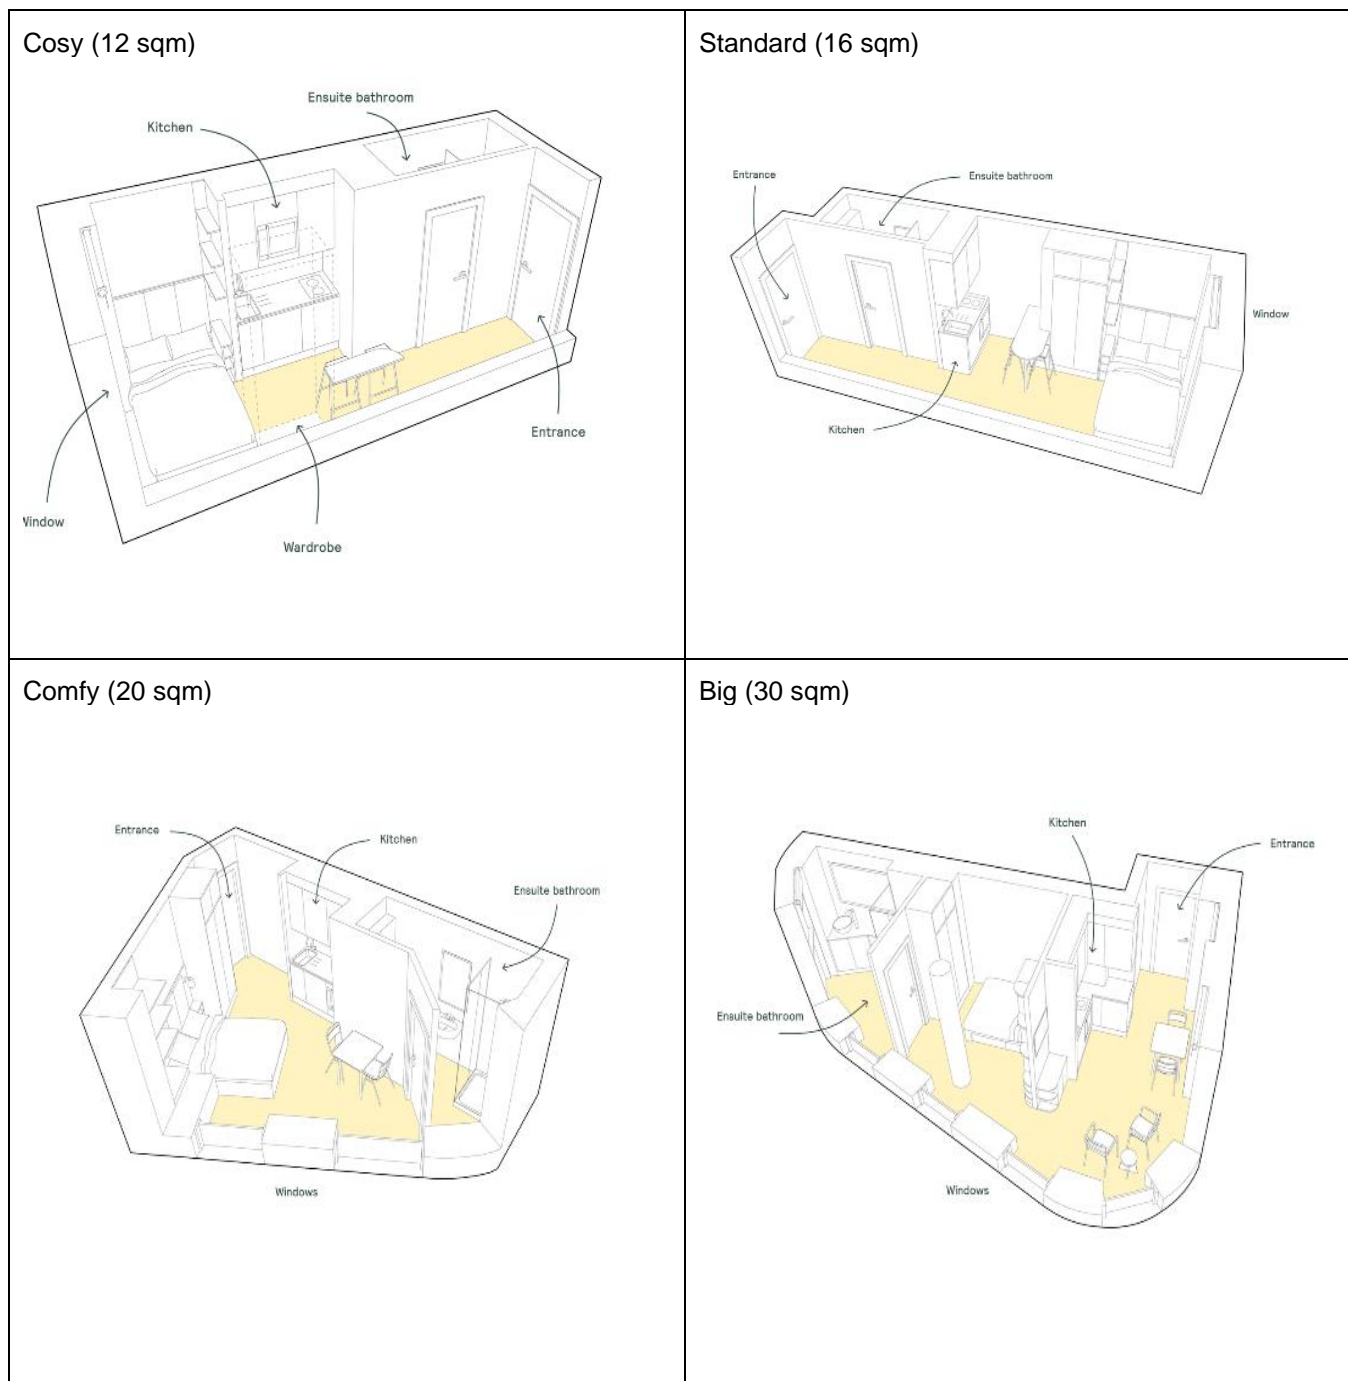 Cosy (12 sqm)
Ensuite bathroom
Kitchen
Entrance
Window
Wardrobe
Standard (16 sqm)
Entrance
Ensuite bathroom
Window
Kitchen
Comfy (20 sqm)
Entrance
Kitchen
Ensuite bathroom
Windows
Big (30 sqm)
Kitchen
Entrance
Ensuite bathroom
Windows